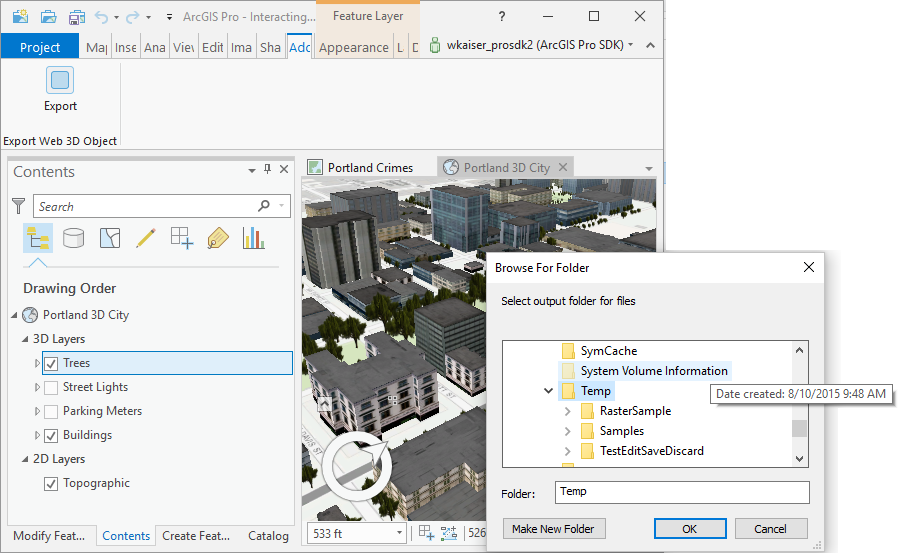 ArcGIS Pro - Interacting...
Feature Layer
?
Project
Map
Inse
Ana
View
Edit
Ima
Sha
Add
Appearance
L
D
wkaiser_prosdk2 (ArcGIS Pro SDK)
Export
Export Web 3D Object
Contents
Search
Drawing Order
Portland 3D City
3D Layers
Trees
Street Lights
Parking Meters
Buildings
2D Layers
Topographic
Modify Feat...
Contents
Create Feat...
Catalog
Portland Crimes
Portland 3D City
DAVIS ST
533 ft
526
Browse For Folder
Select output folder for files
SymCache
System Volume Information
Temp
Date created: 8/10/2015 9:48 AM
RasterSample
Samples
TestEditSaveDiscard
Folder:
Temp
Make New Folder
OK
Cancel